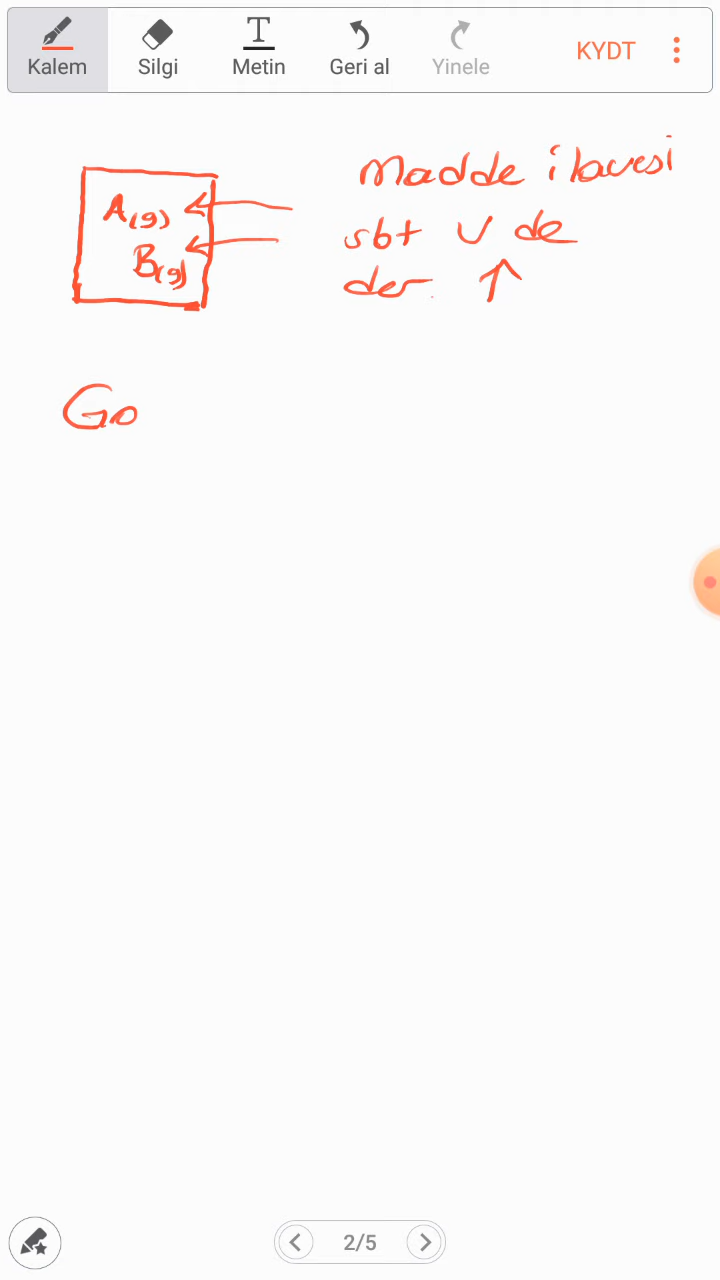 Kalem Silgi Metin Geri al Yinele KYDT
Madde ilavesi
A(g)
sbt V de
B(g)
der. ↑
Go
2/5